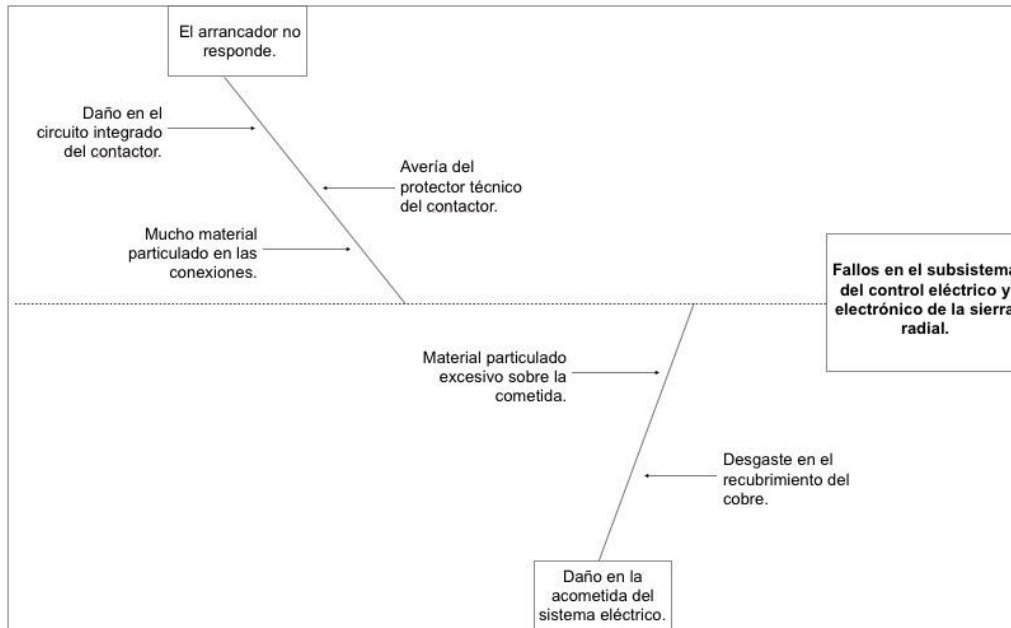 El arrancador no
responde.
Daño en el
circuito integrado
del contactor.
Avería del
protector técnico
del contactor.
Mucho material
particulado en las
conexiones.
Fallos en el subsistema
del control eléctrico y
electrónico de la sierra
radial.
Material particulado
excesivo sobre la
cometida.
Desgaste en el
recubrimiento del
cobre.
Daño en la
acometida del
sistema eléctrico.